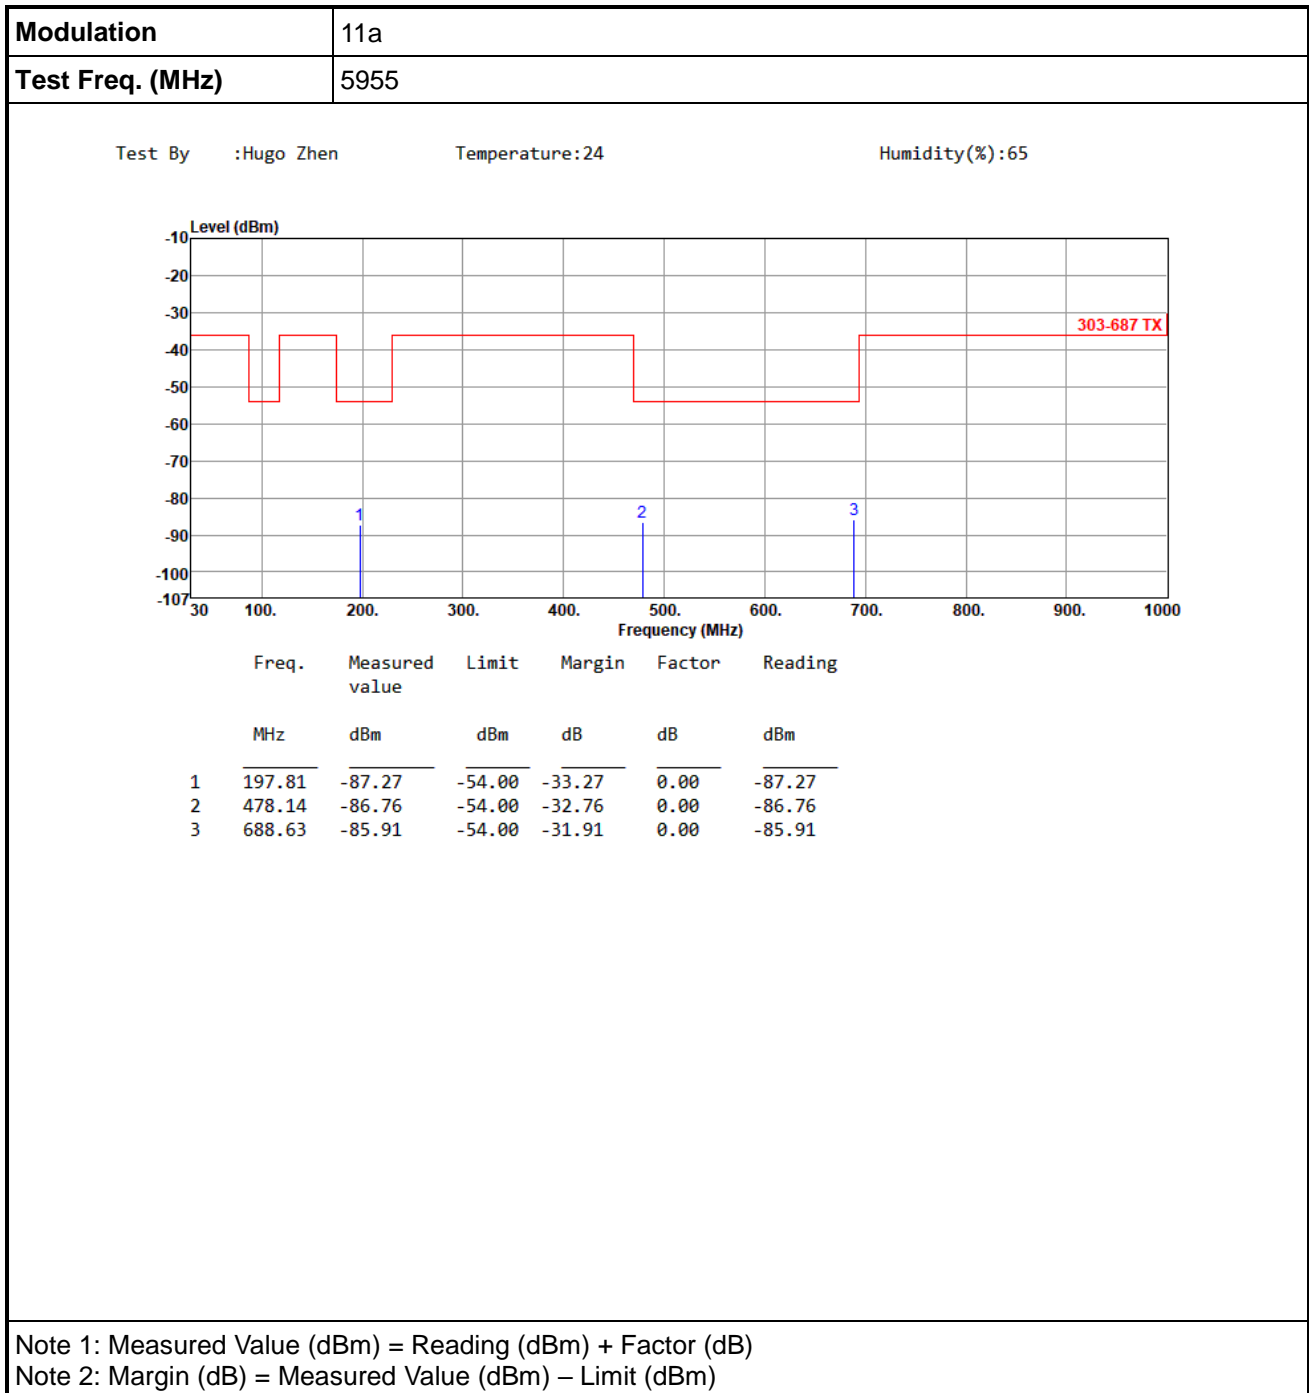 Modulation 11a
Test Freq. (MHz) 5955
Test By :Hugo Zhen Temperature:24 Humidity(%):65
Level (dBm)
-10
-20
-30
303-687 TX
-40
-50
-60
-70
-80
1 2 3
-90
-100
-107
30 100. 200. 300. 400. 500. 600. 700. 800. 900. 1000
Frequency (MHz)
Freq. Measured Limit Margin Factor Reading
value
MHz dBm dBm dB dB dBm
1 197.81 -87.27 -54.00 -33.27 0.00 -87.27
2 478.14 -86.76 -54.00 -32.76 0.00 -86.76
3 688.63 -85.91 -54.00 -31.91 0.00 -85.91
Note 1: Measured Value (dBm) = Reading (dBm) + Factor (dB)
Note 2: Margin (dB) = Measured Value (dBm) – Limit (dBm)